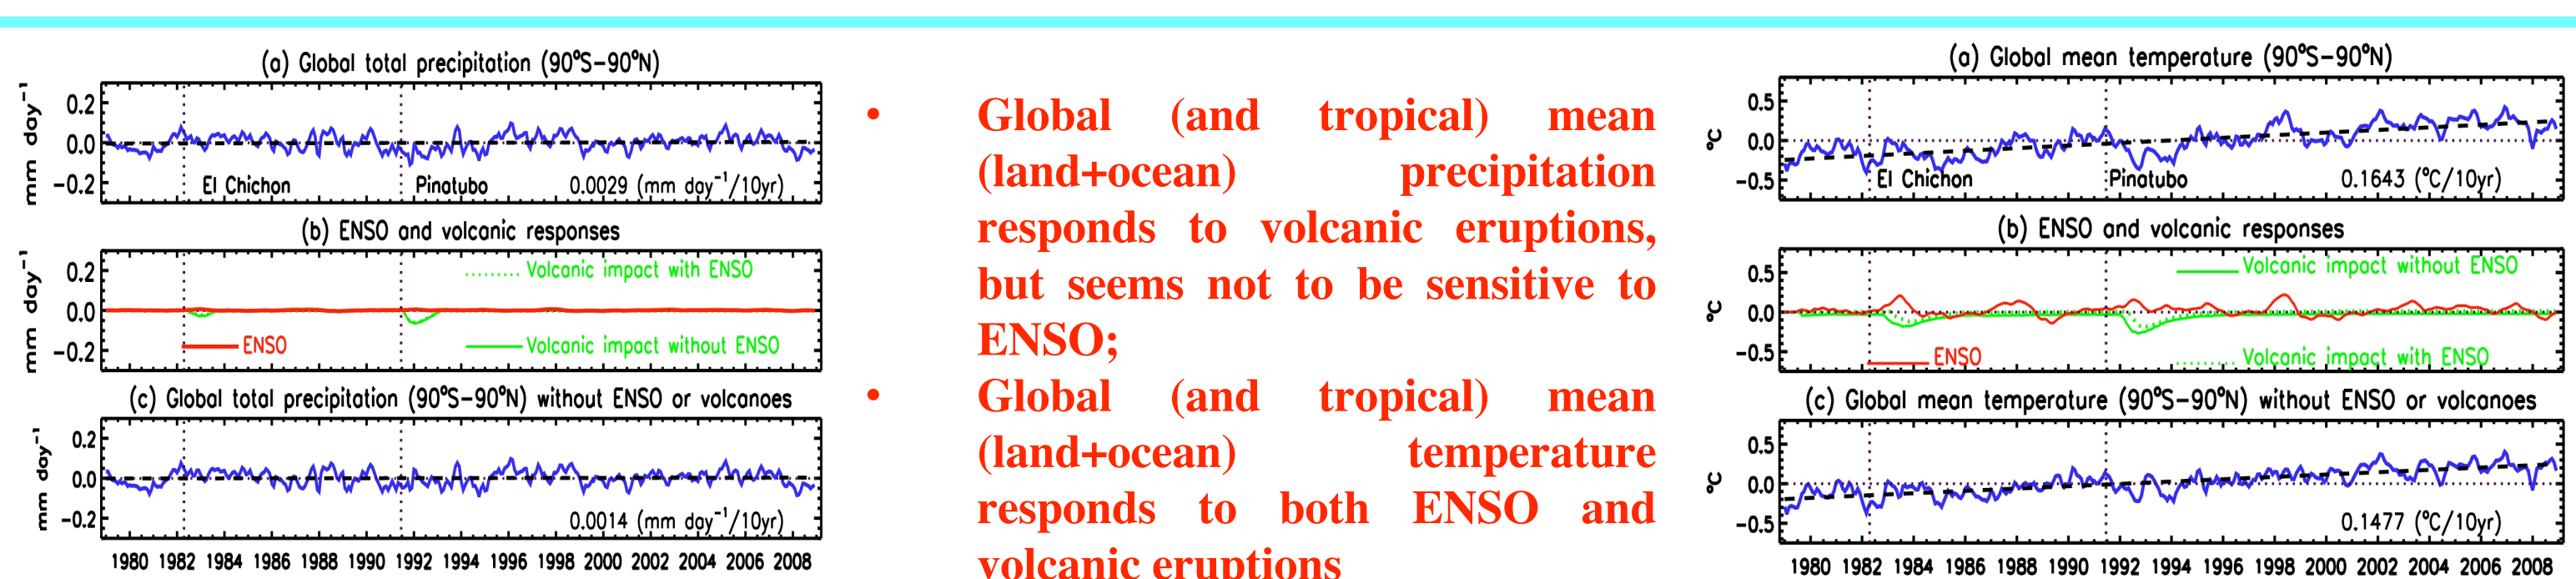 (a) Global total precipitation (90°S−90°N)
mm day⁻¹
0.2
0.0
−0.2
El Chichon
Pinatubo
0.0029 (mm day⁻¹/10yr)
(b) ENSO and volcanic responses
mm day⁻¹
0.2
0.0
−0.2
Volcanic impact with ENSO
ENSO
Volcanic impact without ENSO
(c) Global total precipitation (90°S−90°N) without ENSO or volcanoes
mm day⁻¹
0.2
0.0
−0.2
0.0014 (mm day⁻¹/10yr)
1980 1982 1984 1986 1988 1990 1992 1994 1996 1998 2000 2002 2004 2006 2008
• Global (and tropical) mean
(land+ocean) precipitation
responds to volcanic eruptions,
but seems not to be sensitive to
ENSO;
• Global (and tropical) mean
(land+ocean) temperature
responds to both ENSO and
volcanic eruptions
(a) Global mean temperature (90°S−90°N)
°C
0.5
0.0
−0.5
El Chichon
Pinatubo
0.1643 (°C/10yr)
(b) ENSO and volcanic responses
°C
0.5
0.0
−0.5
Volcanic impact without ENSO
ENSO
Volcanic impact with ENSO
(c) Global mean temperature (90°S−90°N) without ENSO or volcanoes
°C
0.5
0.0
−0.5
0.1477 (°C/10yr)
1980 1982 1984 1986 1988 1990 1992 1994 1996 1998 2000 2002 2004 2006 2008